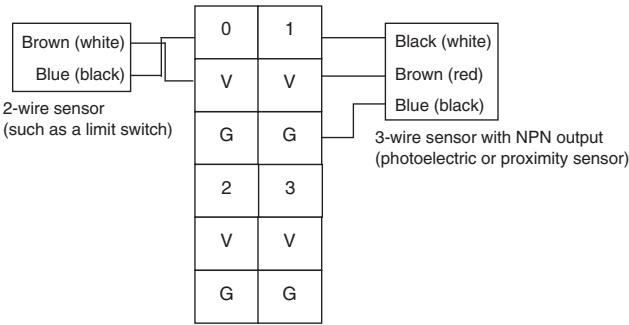 Brown (white)
Blue (black)
2-wire sensor
(such as a limit switch)
0 1
V V
G G
2 3
V V
G G
Black (white)
Brown (red)
Blue (black)
3-wire sensor with NPN output
(photoelectric or proximity sensor)